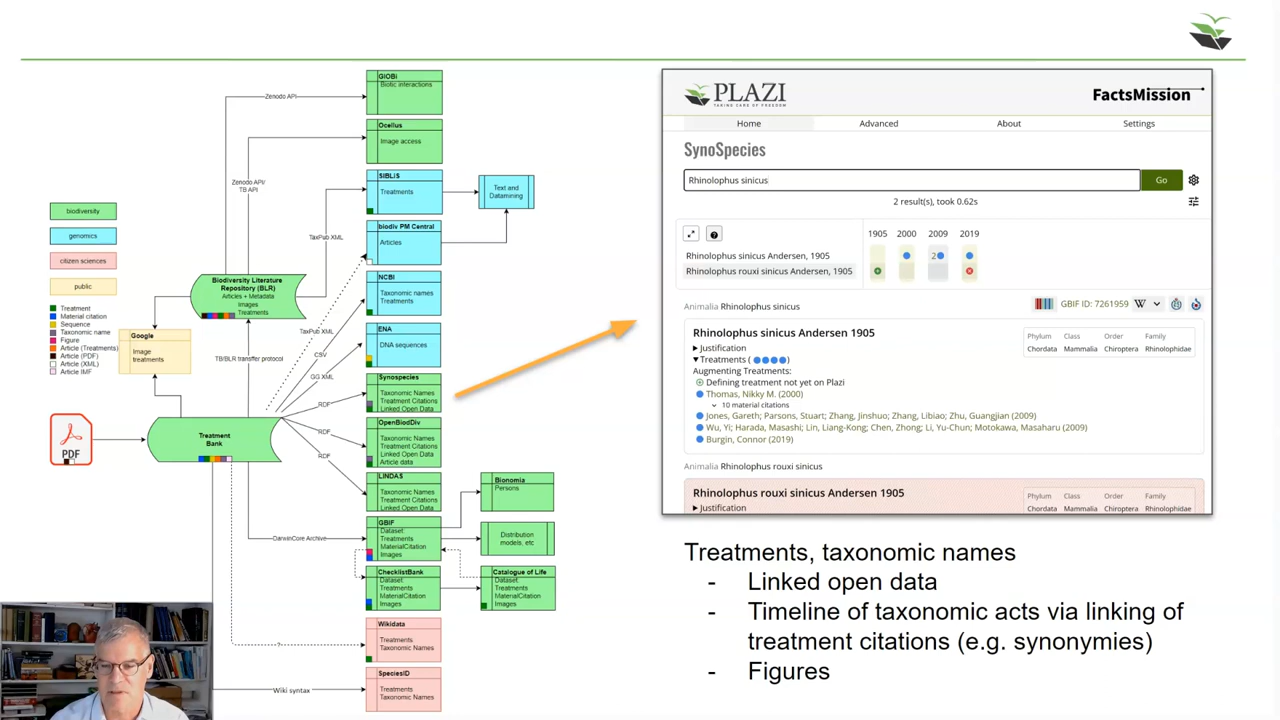 GlOBi
Biotic interactions
Zenodo API
Ocellus
Image access
Zenodo API/
TB API
SIBLiS
Treatments
Text and
Datamining
biodiv PM Central
Articles
TaxPub XML
biodiversity
genomics
citizen sciences
public
Treatment
Material citation
Sequence
Taxonomic name
Figure
Article (Treatments)
Article (PDF)
Article (XML)
Article IMF
Biodiversity Literature
Repository (BLR)
Articles + Metadata
Images
Treatments
Google
Image
treatments
NCBI
Taxonomic names
Treatments
TaxPub XML
ENA
DNA sequences
CSV
TB/BLR transfer protocol
GG XML
Synospecies
Taxonomic Names
Treatment Citations
Linked Open Data
RDF
OpenBiodDiv
Taxonomic Names
Treatment Citations
Linked Open Data
Article data
RDF
RDF
PDF
Treatment
Bank
LINDAS
Taxonomic Names
Treatment Citations
Linked Open Data
Bionomia
Persons
GBIF
Dataset:
Treatments
MaterialCitation
Images
DarwinCore Archive
Distribution
models, etc
ChecklistBank
Dataset:
Treatments
MaterialCitation
Images
Catalogue of Life
Dataset:
Treatments
MaterialCitation
Images
Wikidata
Treatments
Taxonomic Names
?
SpeciesID
Treatments
Taxonomic Names
Wiki syntax
PLAZI
TAKING CARE OF FREEDOM
FactsMission
Home Advanced About Settings
SynoSpecies
Rhinolophus sinicus
Go
2 result(s), took 0.62s
1905 2000 2009 2019
Rhinolophus sinicus Andersen, 1905
2
Rhinolophus rouxi sinicus Andersen, 1905
Animalia Rhinolophus sinicus
GBIF ID: 7261959 W
Rhinolophus sinicus Andersen 1905
Phylum Class Order Family
Chordata Mammalia Chiroptera Rhinolophidae
Justification
Treatments ( )
Augmenting Treatments:
Defining treatment not yet on Plazi
Thomas, Nikky M. (2000)
10 material citations
Jones, Gareth; Parsons, Stuart; Zhang, Jinshuo; Zhang, Libiao; Zhu, Guangjian (2009)
Wu, Yi; Harada, Masashi; Lin, Liang-Kong; Chen, Zhong; Li, Yu-Chun; Motokawa, Masaharu (2009)
Burgin, Connor (2019)
Animalia Rhinolophus rouxi sinicus
Rhinolophus rouxi sinicus Andersen 1905
Phylum Class Order Family
Chordata Mammalia Chiroptera Rhinolophidae
Justification
Treatments, taxonomic names
- Linked open data
- Timeline of taxonomic acts via linking of
treatment citations (e.g. synonymies)
- Figures